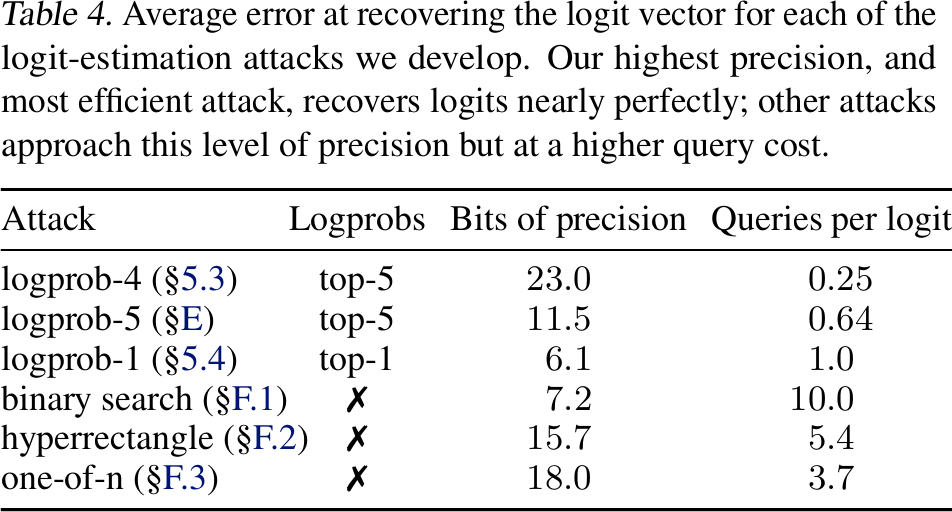 Table 4. Average error at recovering the logit vector for each of the
logit-estimation attacks we develop. Our highest precision, and
most efficient attack, recovers logits nearly perfectly; other attacks
approach this level of precision but at a higher query cost.
Attack Logprobs Bits of precision Queries per logit
logprob-4 (§5.3) top-5 23.0 0.25
logprob-5 (§E) top-5 11.5 0.64
logprob-1 (§5.4) top-1 6.1 1.0
binary search (§F.1) ✗ 7.2 10.0
hyperrectangle (§F.2) ✗ 15.7 5.4
one-of-n (§F.3) ✗ 18.0 3.7